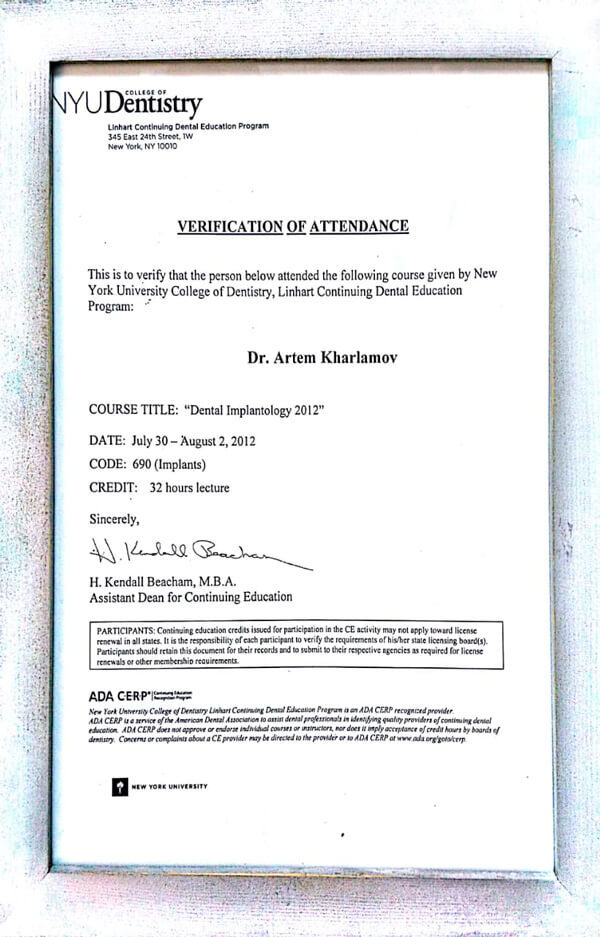 COLLEGE OF
NYU Dentistry
Linhart Continuing Dental Education Program
345 East 24th Street, 1W
New York, NY 10010
VERIFICATION OF ATTENDANCE
This is to verify that the person below attended the following course given by New
York University College of Dentistry, Linhart Continuing Dental Education
Program:
Dr. Artem Kharlamov
COURSE TITLE: “Dental Implantology 2012”
DATE: July 30 – August 2, 2012
CODE: 690 (Implants)
CREDIT: 32 hours lecture
Sincerely,
H. Kendall Beacham
H. Kendall Beacham, M.B.A.
Assistant Dean for Continuing Education
PARTICIPANTS: Continuing education credits issued for participation in the CE activity may not apply toward license
renewal in all states. It is the responsibility of each participant to verify the requirements of his/her state licensing board(s).
Participants should retain this document for their records and to submit to their respective agencies as required for license
renewals or other membership requirements.
ADA CERP® | Continuing Education
Recognition Program
New York University College of Dentistry Linhart Continuing Dental Education Program is an ADA CERP recognized provider.
ADA CERP is a service of the American Dental Association to assist dental professionals in identifying quality providers of continuing dental
education. ADA CERP does not approve or endorse individual courses or instructors, nor does it imply acceptance of credit hours by boards of
dentistry. Concerns or complaints about a CE provider may be directed to the provider or to ADA CERP at www.ada.org/goto/cerp.
NEW YORK UNIVERSITY